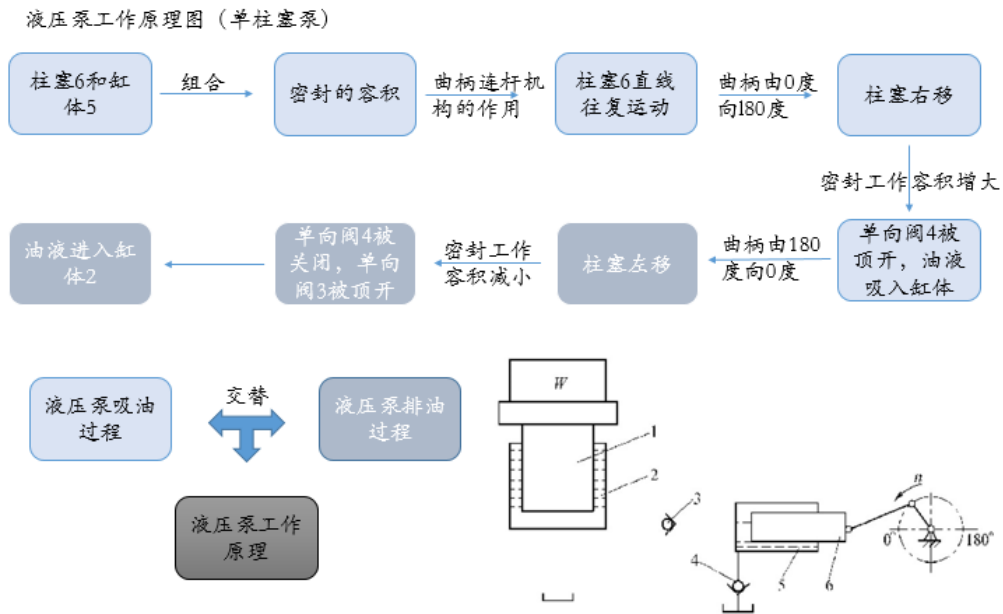 液压泵工作原理图（单柱塞泵）
柱塞6和缸
体5
组合
密封的容积
曲柄连杆机
构的作用
柱塞6直线
往复运动
曲柄由0度
向180度
柱塞右移
密封工作容积增大
单向阀4被
顶开，油液
吸入缸体
曲柄由180
度向0度
柱塞左移
密封工作
容积减小
单向阀4被
关闭，单向
阀3被顶开
油液进入缸
体2
液压泵吸油
过程
交替
液压泵排油
过程
液压泵工作
原理
W
1
2
3
n
0°
180°
4
5
6